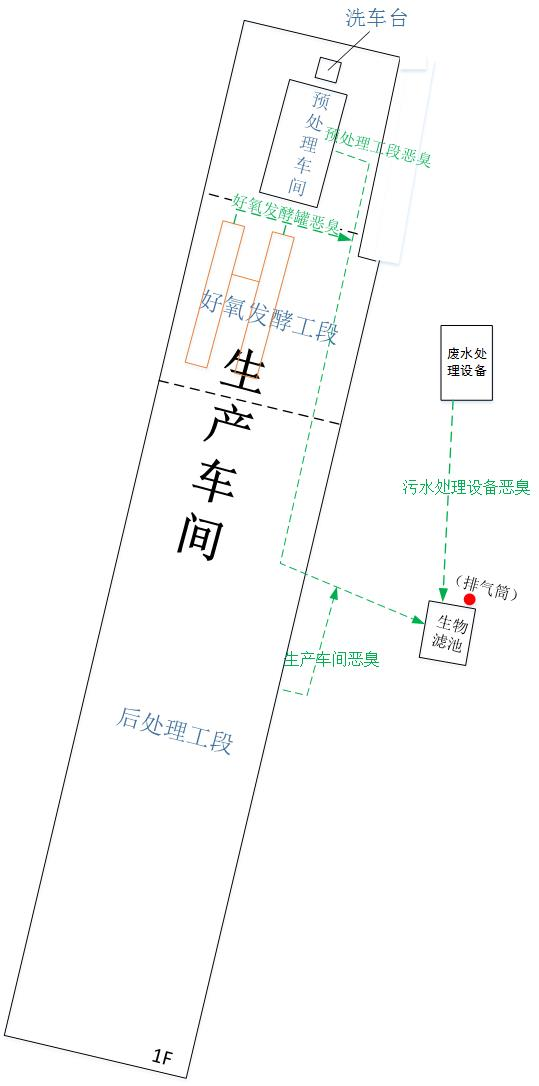 洗车台
预处理车间
预处理工段恶臭
好氧发酵罐恶臭
好氧发酵工段
废水处
理设备
生产车间
污水处理设备恶臭
（排气筒）
生物
滤池
生产车间恶臭
后处理工段
1F